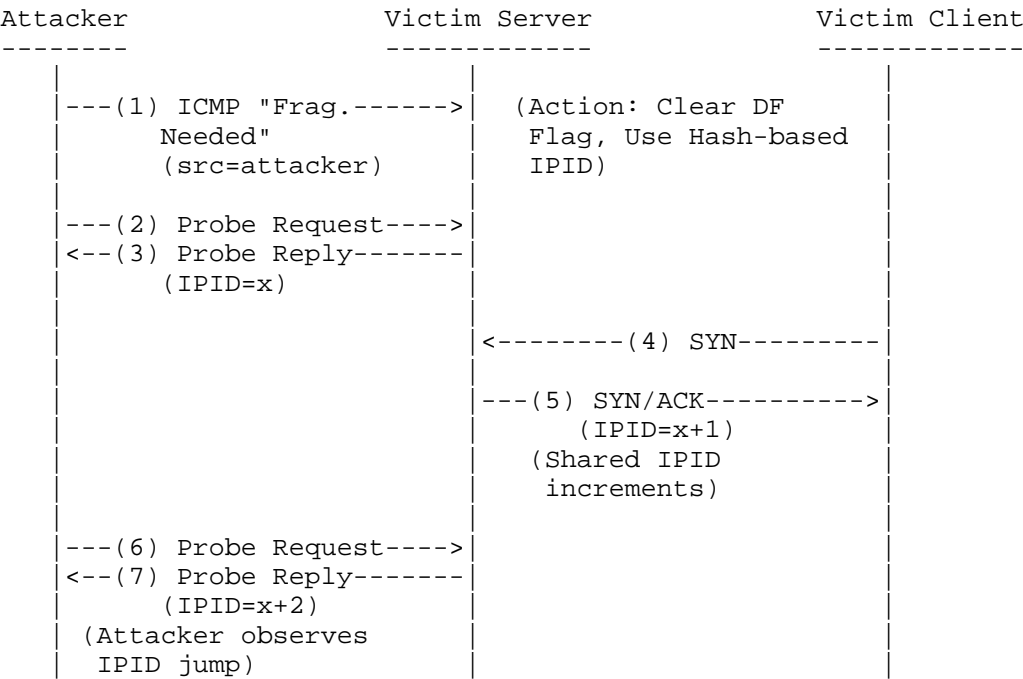 Attacker                Victim Server               Victim Client
--------                -------------               -------------
   |                          |                           |
   |---(1) ICMP "Frag.------>|  (Action: Clear DF         |
   |      Needed"            |   Flag, Use Hash-based     |
   |      (src=attacker)     |   IPID)                    |
   |                          |                           |
   |---(2) Probe Request---->|                            |
   |<--(3) Probe Reply-------|                            |
   |      (IPID=x)           |                            |
   |                          |                           |
   |                          |<--------(4) SYN---------|
   |                          |                           |
   |                          |---(5) SYN/ACK---------->|
   |                          |      (IPID=x+1)           |
   |                          |   (Shared IPID            |
   |                          |    increments)            |
   |                          |                           |
   |---(6) Probe Request---->|                            |
   |<--(7) Probe Reply-------|                            |
   |      (IPID=x+2)         |                            |
   | (Attacker observes      |                            |
   |  IPID jump)             |                            |